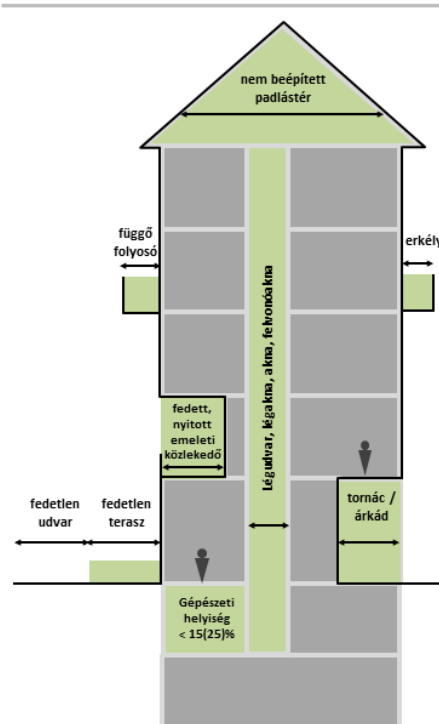 nem beépített
padlástér
függő
folyosó
erkély
Légudvar, légakna, akna, felvonóakna
fedett,
nyitott
emeleti
közlekedő
fedetlen
udvar
fedetlen
terasz
tornác /
árkád
Gépészeti
helyiség
< 15(25)%